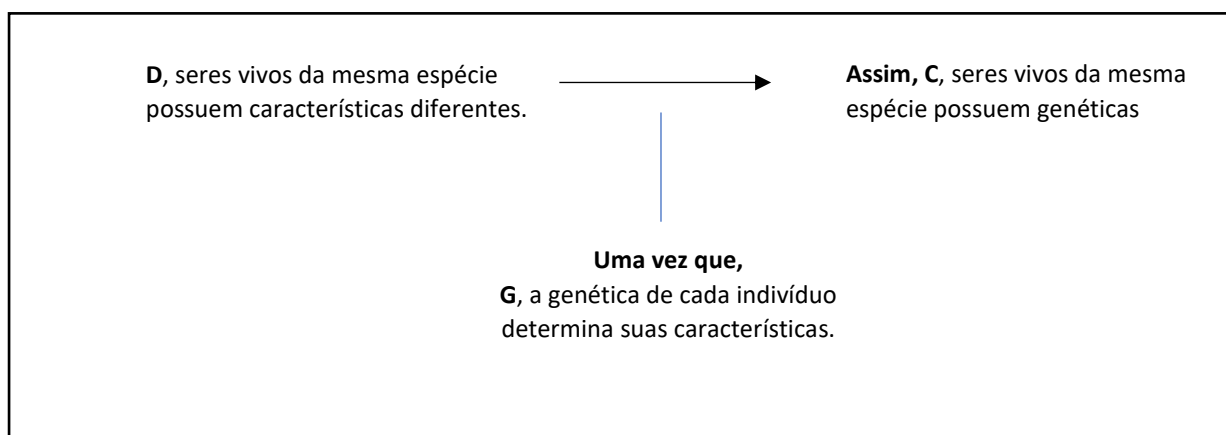 D, seres vivos da mesma espécie
possuem características diferentes.
Assim, C, seres vivos da mesma
espécie possuem genéticas
Uma vez que,
G, a genética de cada indivíduo
determina suas características.